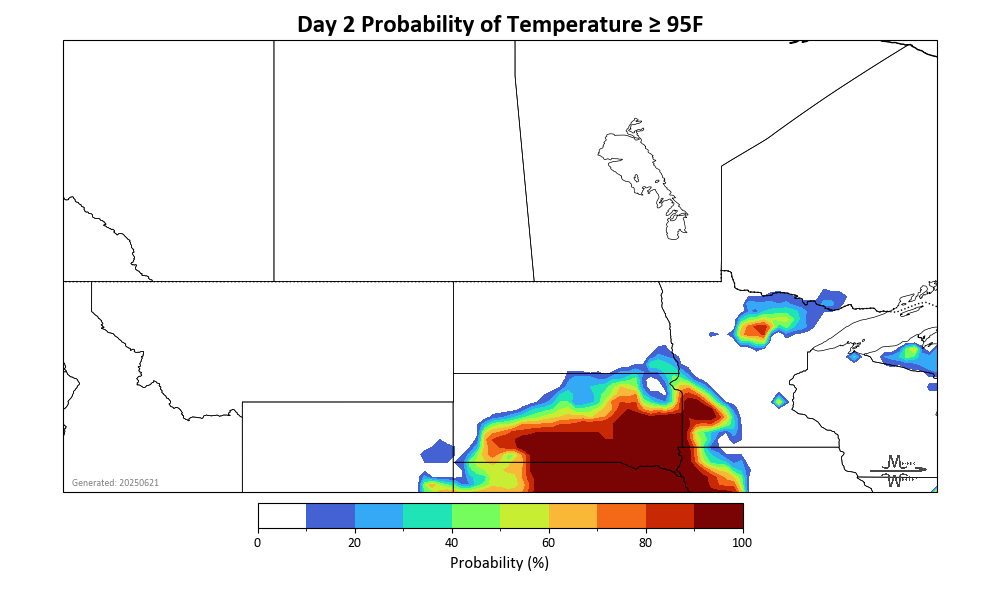 Day 2 Probability of Temperature ≥ 95F
Generated: 20250621
0 20 40 60 80 100
Probability (%)